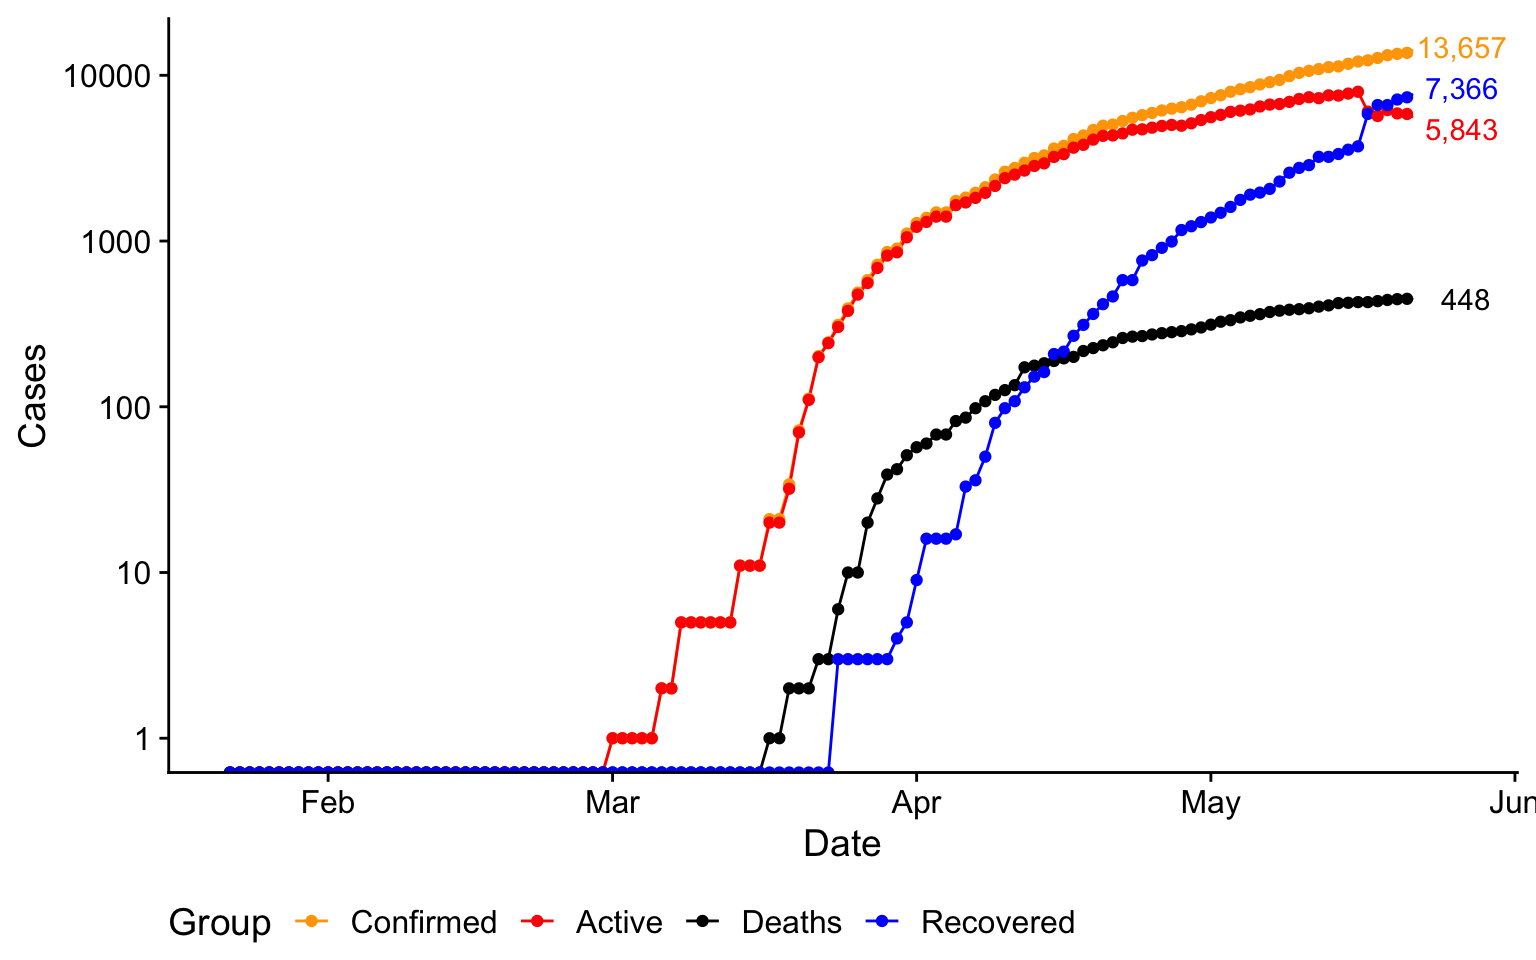 13,657
7,366
5,843
448
10000
1000
100
10
1
Cases
Feb Mar Apr May Jun
Date
Group Confirmed Active Deaths Recovered